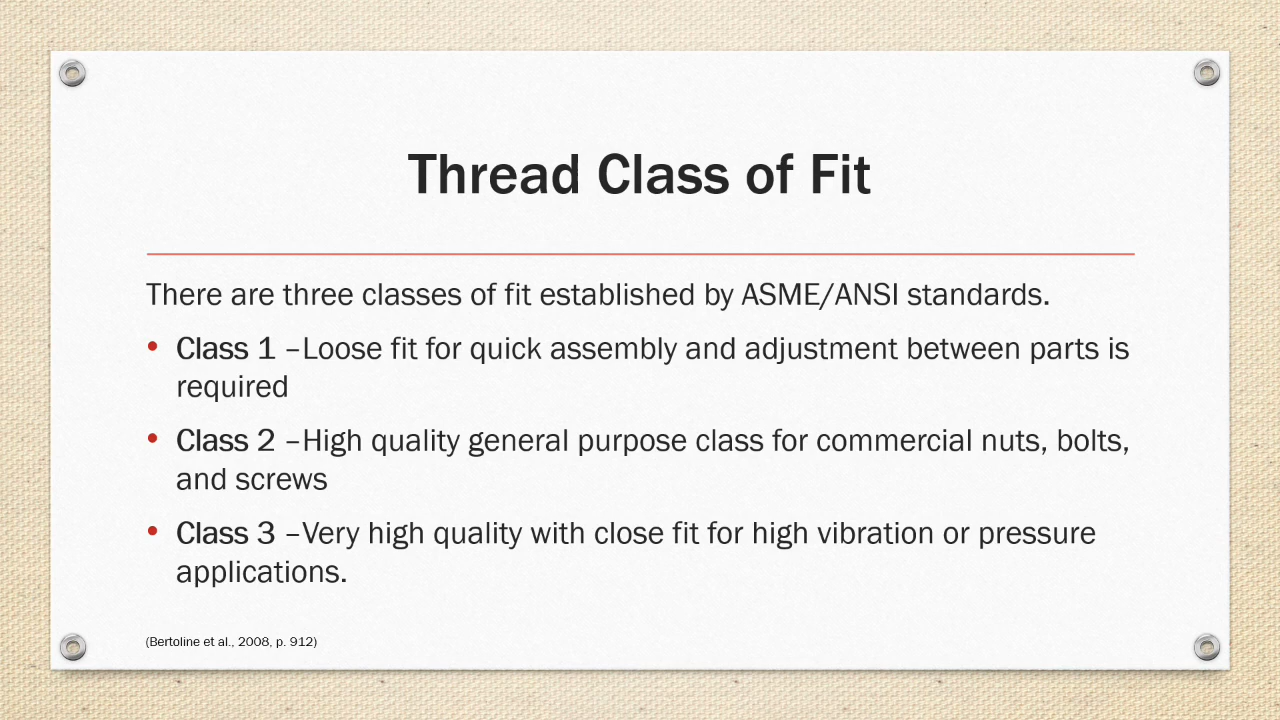 Thread Class of Fit
There are three classes of fit established by ASME/ANSI standards.
• Class 1 –Loose fit for quick assembly and adjustment between parts is
required
• Class 2 –High quality general purpose class for commercial nuts, bolts,
and screws
• Class 3 –Very high quality with close fit for high vibration or pressure
applications.
(Bertoline et al., 2008, p. 912)